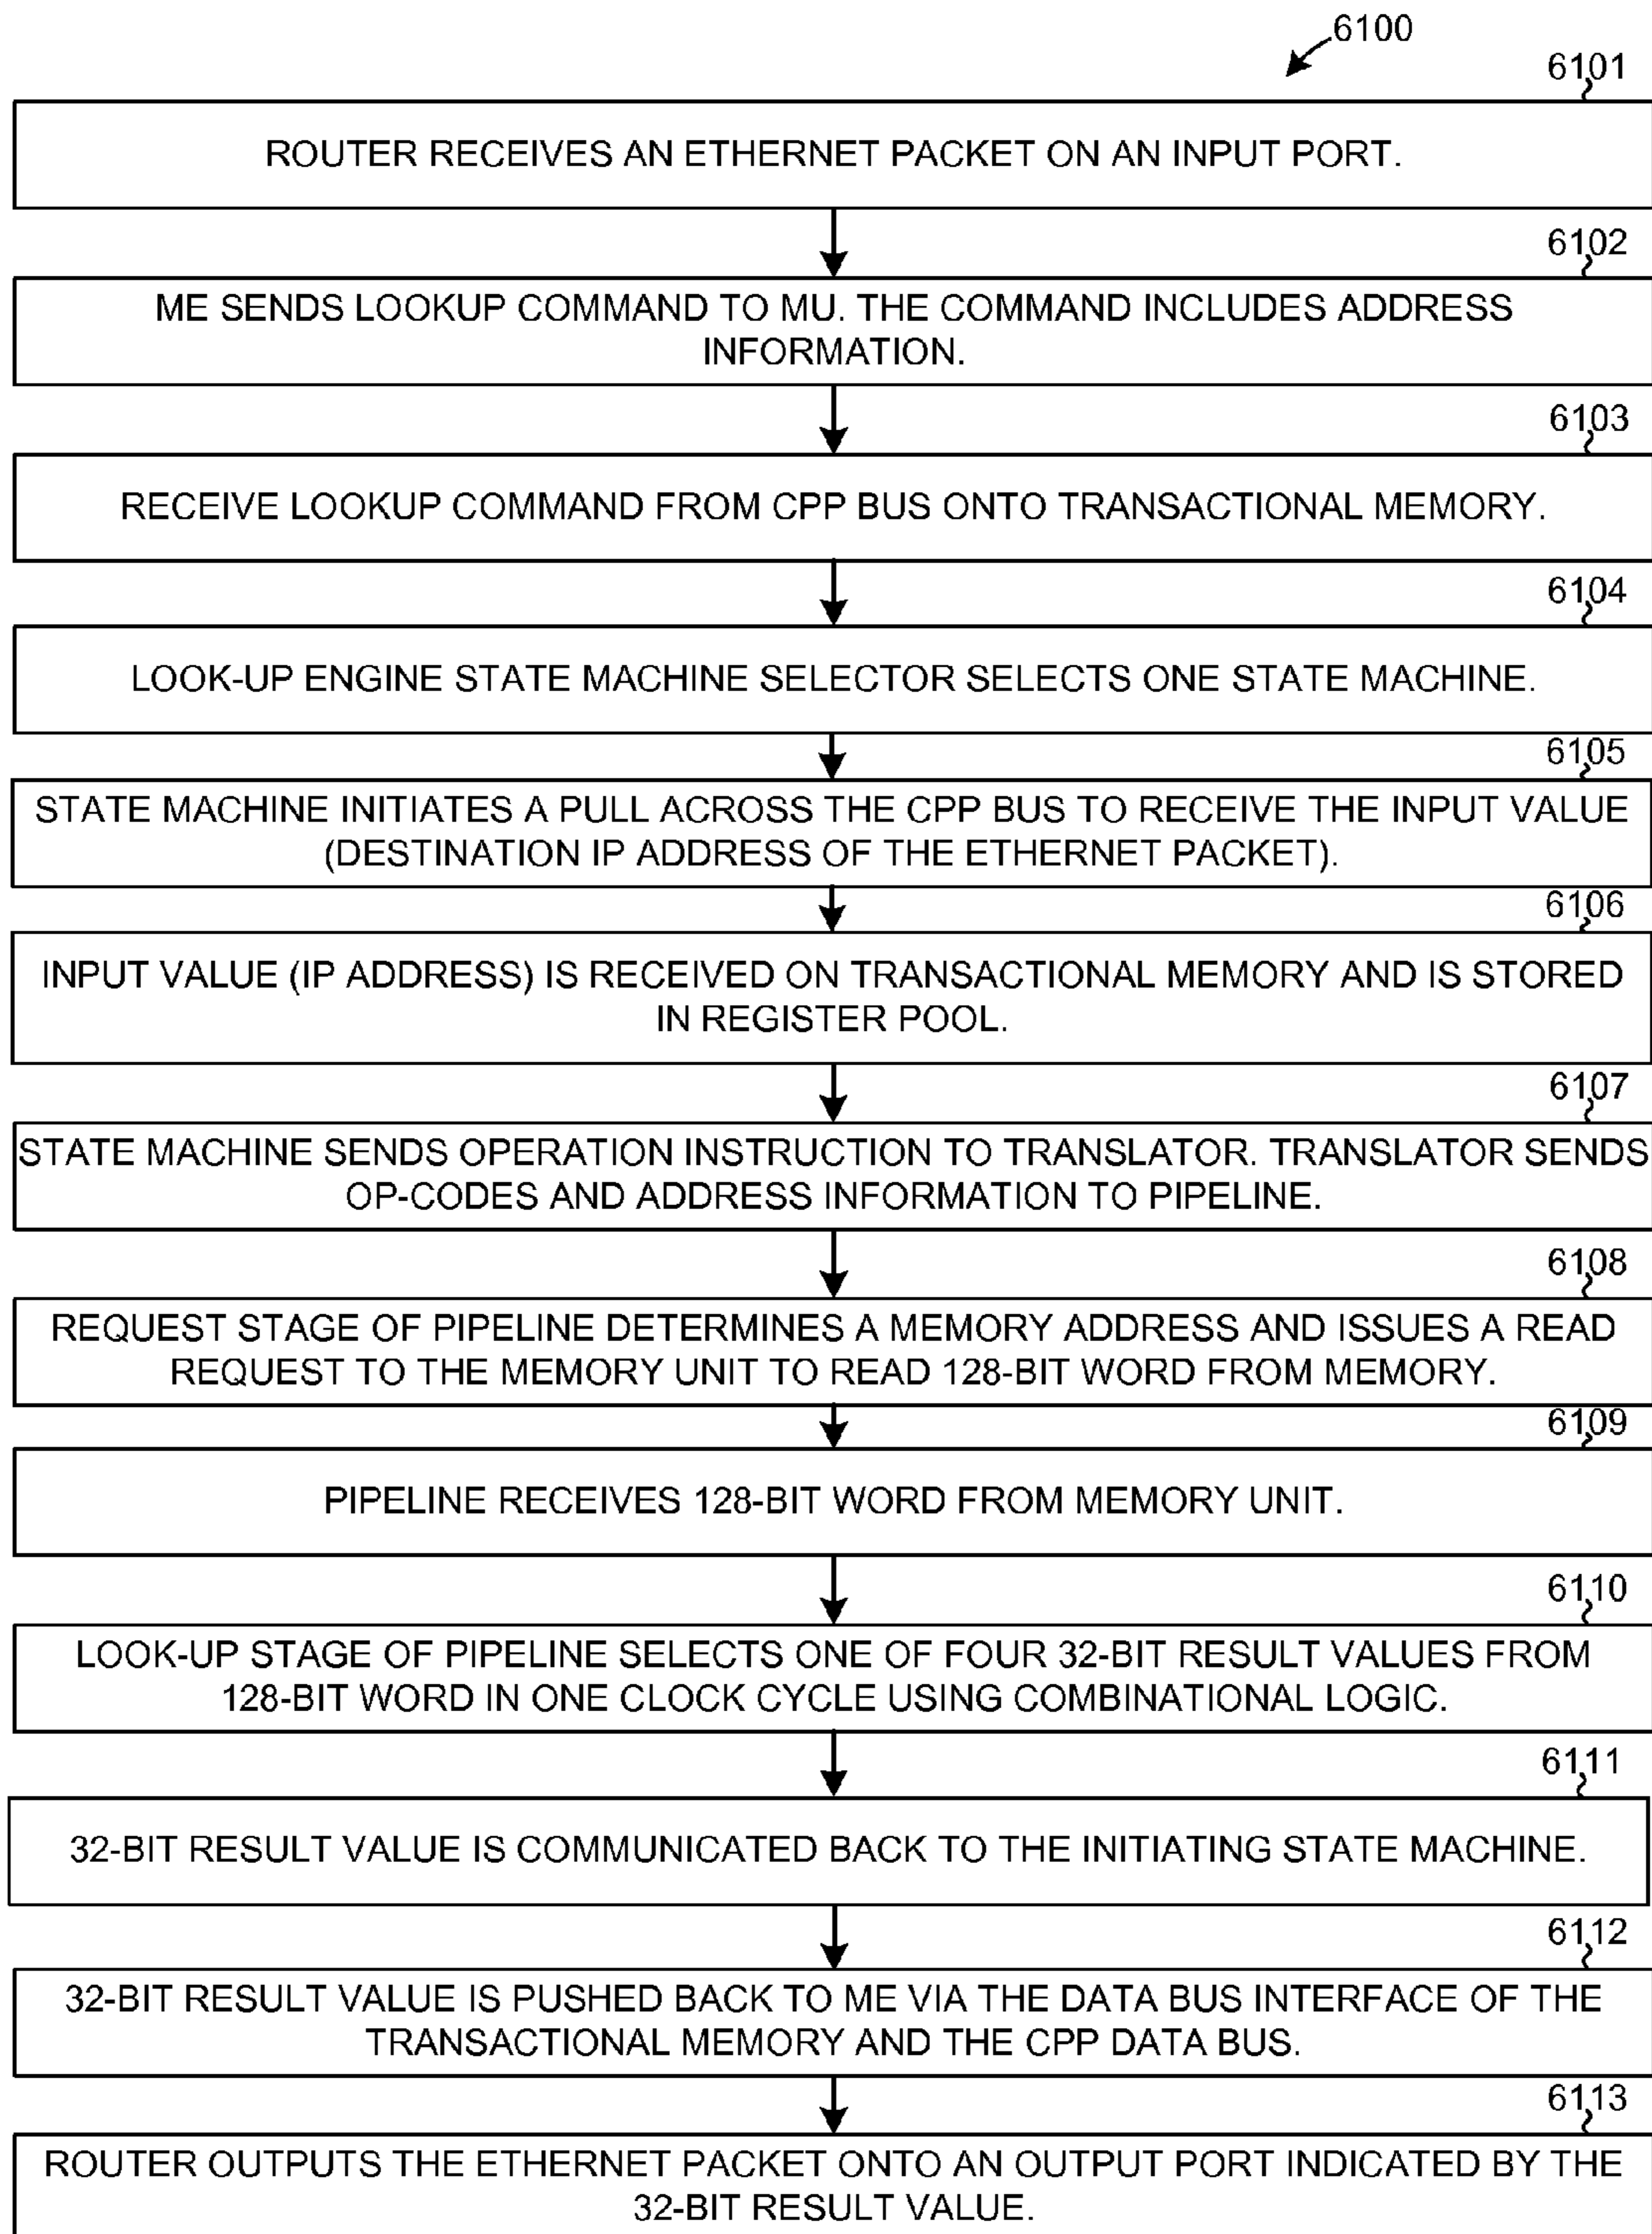 6100
6101
ROUTER RECEIVES AN ETHERNET PACKET ON AN INPUT PORT.
6102
ME SENDS LOOKUP COMMAND TO MU. THE COMMAND INCLUDES ADDRESS
INFORMATION.
6103
RECEIVE LOOKUP COMMAND FROM CPP BUS ONTO TRANSACTIONAL MEMORY.
6104
LOOK-UP ENGINE STATE MACHINE SELECTOR SELECTS ONE STATE MACHINE.
6105
STATE MACHINE INITIATES A PULL ACROSS THE CPP BUS TO RECEIVE THE INPUT VALUE
(DESTINATION IP ADDRESS OF THE ETHERNET PACKET).
6106
INPUT VALUE (IP ADDRESS) IS RECEIVED ON TRANSACTIONAL MEMORY AND IS STORED
IN REGISTER POOL.
6107
STATE MACHINE SENDS OPERATION INSTRUCTION TO TRANSLATOR. TRANSLATOR SENDS
OP-CODES AND ADDRESS INFORMATION TO PIPELINE.
6108
REQUEST STAGE OF PIPELINE DETERMINES A MEMORY ADDRESS AND ISSUES A READ
REQUEST TO THE MEMORY UNIT TO READ 128-BIT WORD FROM MEMORY.
6109
PIPELINE RECEIVES 128-BIT WORD FROM MEMORY UNIT.
6110
LOOK-UP STAGE OF PIPELINE SELECTS ONE OF FOUR 32-BIT RESULT VALUES FROM
128-BIT WORD IN ONE CLOCK CYCLE USING COMBINATIONAL LOGIC.
6111
32-BIT RESULT VALUE IS COMMUNICATED BACK TO THE INITIATING STATE MACHINE.
6112
32-BIT RESULT VALUE IS PUSHED BACK TO ME VIA THE DATA BUS INTERFACE OF THE
TRANSACTIONAL MEMORY AND THE CPP DATA BUS.
6113
ROUTER OUTPUTS THE ETHERNET PACKET ONTO AN OUTPUT PORT INDICATED BY THE
32-BIT RESULT VALUE.